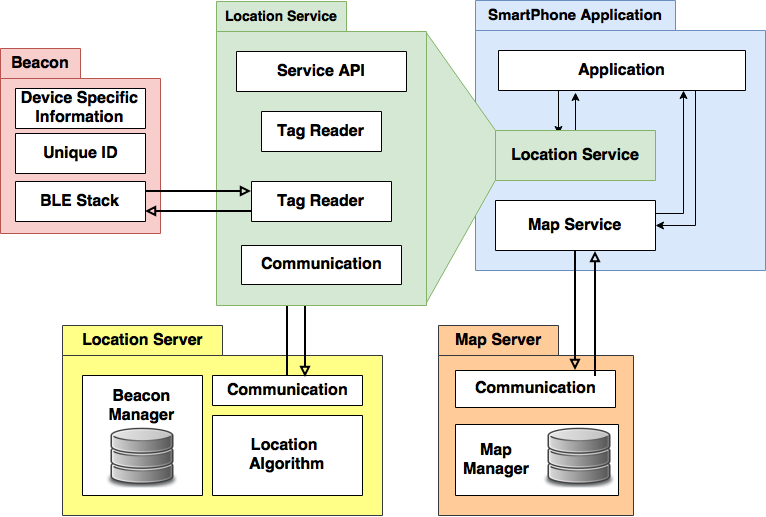 Location Service
SmartPhone Application
Beacon
Device Specific
Information
Unique ID
BLE Stack
Service API
Tag Reader
Tag Reader
Communication
Application
Location Service
Map Service
Location Server
Beacon
Manager
Communication
Location
Algorithm
Map Server
Communication
Map
Manager